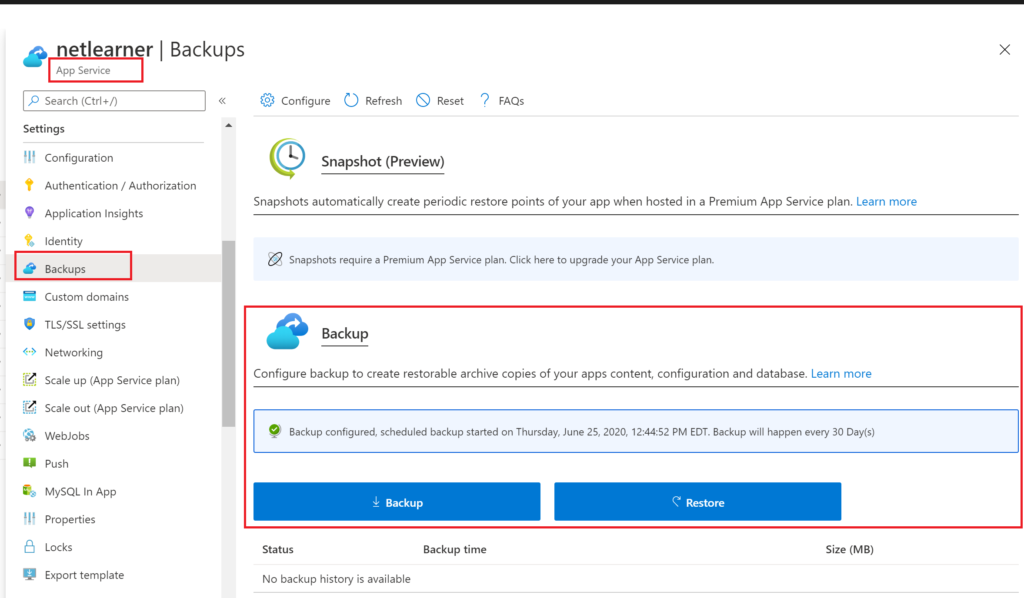 netlearner | Backups
App Service
Search (Ctrl+/)
«
Settings
Configuration
Authentication / Authorization
Application Insights
Identity
Backups
Custom domains
TLS/SSL settings
Networking
Scale up (App Service plan)
Scale out (App Service plan)
WebJobs
Push
MySQL In App
Properties
Locks
Export template
Configure Refresh Reset ? FAQs
Snapshot (Preview)
Snapshots automatically create periodic restore points of your app when hosted in a Premium App Service plan. Learn more
Snapshots require a Premium App Service plan. Click here to upgrade your App Service plan.
Backup
Configure backup to create restorable archive copies of your apps content, configuration and database. Learn more
Backup configured, scheduled backup started on Thursday, June 25, 2020, 12:44:52 PM EDT. Backup will happen every 30 Day(s)
Backup Restore
Status Backup time Size (MB)
No backup history is available